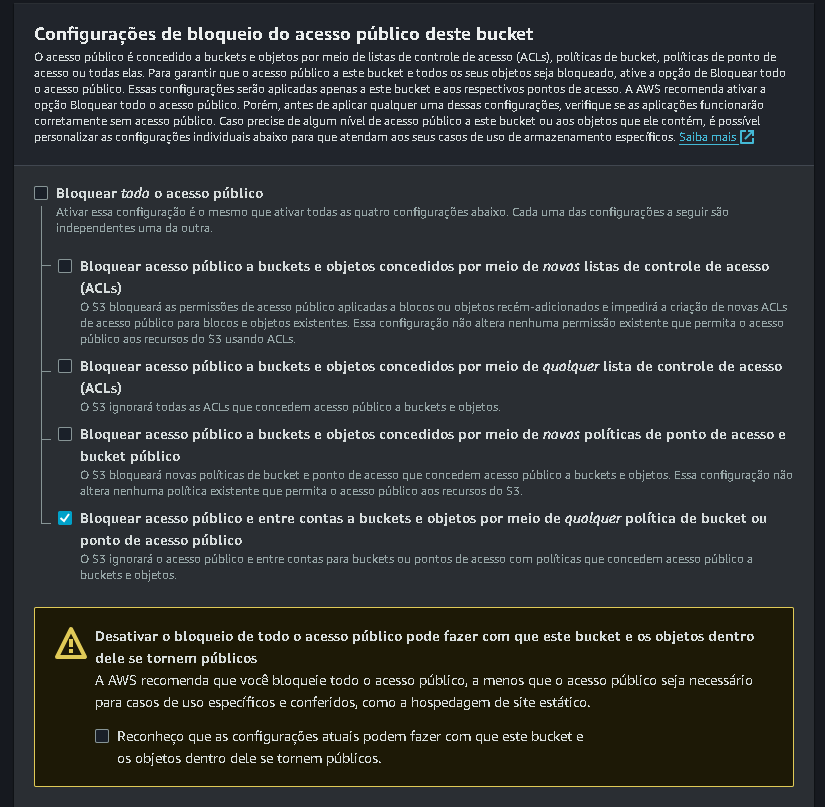 Configurações de bloqueio do acesso público deste bucket
O acesso público é concedido a buckets e objetos por meio de listas de controle de acesso (ACLs), políticas de bucket, políticas de ponto de
acesso ou todas elas. Para garantir que o acesso público a este bucket e todos os seus objetos seja bloqueado, ative a opção de Bloquear todo
o acesso público. Essas configurações serão aplicadas apenas a este bucket e aos respectivos pontos de acesso. A AWS recomenda ativar a
opção Bloquear todo o acesso público. Porém, antes de aplicar qualquer uma dessas configurações, verifique se as aplicações funcionarão
corretamente sem acesso público. Caso precise de algum nível de acesso público a este bucket ou aos objetos que ele contém, é possível
personalizar as configurações individuais abaixo para que atendam aos seus casos de uso de armazenamento específicos. Saiba mais
Bloquear todo o acesso público
Ativar essa configuração é o mesmo que ativar todas as quatro configurações abaixo. Cada uma das configurações a seguir são
independentes uma da outra.
Bloquear acesso público a buckets e objetos concedidos por meio de novas listas de controle de acesso
(ACLs)
O S3 bloqueará as permissões de acesso público aplicadas a blocos ou objetos recém-adicionados e impedirá a criação de novas ACLs
de acesso público para blocos e objetos existentes. Essa configuração não altera nenhuma permissão existente que permita o acesso
público aos recursos do S3 usando ACLs.
Bloquear acesso público a buckets e objetos concedidos por meio de qualquer lista de controle de acesso
(ACLs)
O S3 ignorará todas as ACLs que concedem acesso público a buckets e objetos.
Bloquear acesso público a buckets e objetos concedidos por meio de novas políticas de ponto de acesso e
bucket público
O S3 bloqueará novas políticas de bucket e ponto de acesso que concedem acesso público a buckets e objetos. Essa configuração não
altera nenhuma política existente que permita o acesso público aos recursos do S3.
Bloquear acesso público e entre contas a buckets e objetos por meio de qualquer política de bucket ou
ponto de acesso público
O S3 ignorará o acesso público e entre contas para buckets ou pontos de acesso com políticas que concedem acesso público a
buckets e objetos.
Desativar o bloqueio de todo o acesso público pode fazer com que este bucket e os objetos dentro
dele se tornem públicos
A AWS recomenda que você bloqueie todo o acesso público, a menos que o acesso público seja necessário
para casos de uso específicos e conferidos, como a hospedagem de site estático.
Reconheço que as configurações atuais podem fazer com que este bucket e
os objetos dentro dele se tornem públicos.